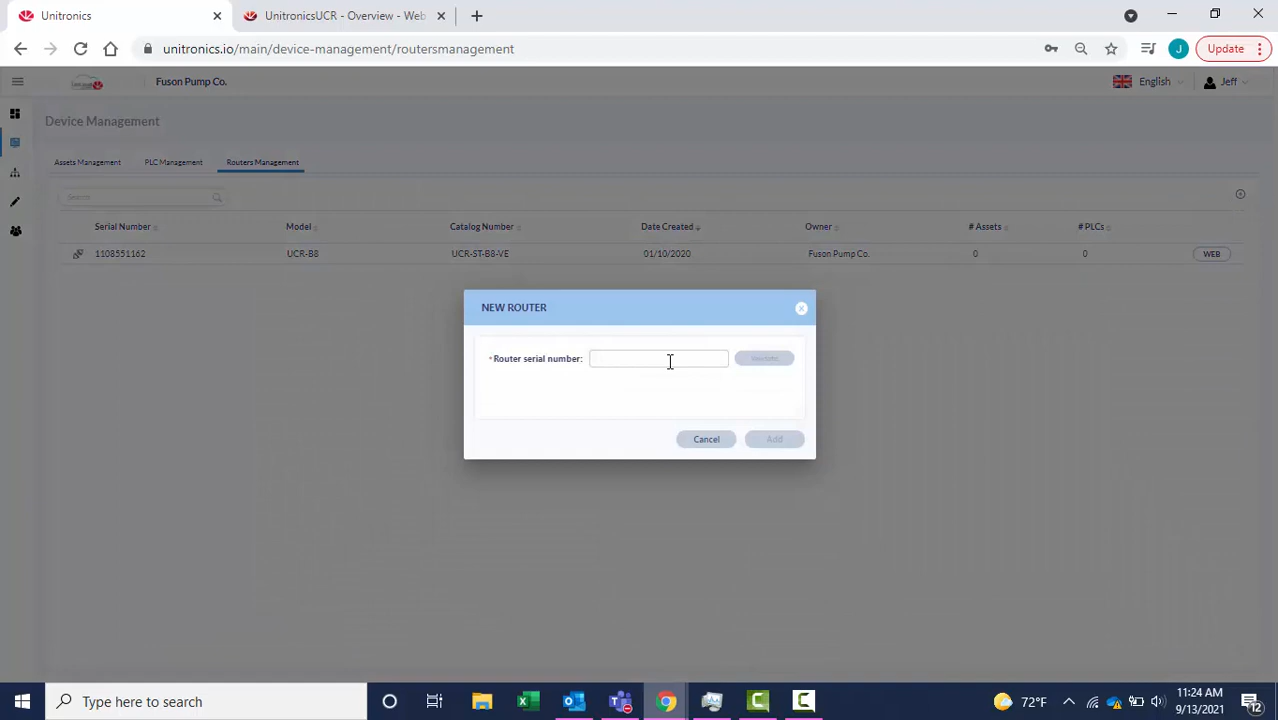 Unitronics
UnitronicsUCR - Overview - Web
unitronics.io/main/device-management/routersmanagement
J
Update
Fuson Pump Co.
English
Jeff
Device Management
Assets Management PLC Management Routers Management
Search
Serial Number Model Catalog Number Date Created Owner # Assets # PLCs
1108551162 UCR-B8 UCR-ST-B8-VE 01/10/2020 Fuson Pump Co. 0 0 WEB
NEW ROUTER
*Router serial number:
Cancel Add
Type here to search
72°F
11:24 AM
9/13/2021
12